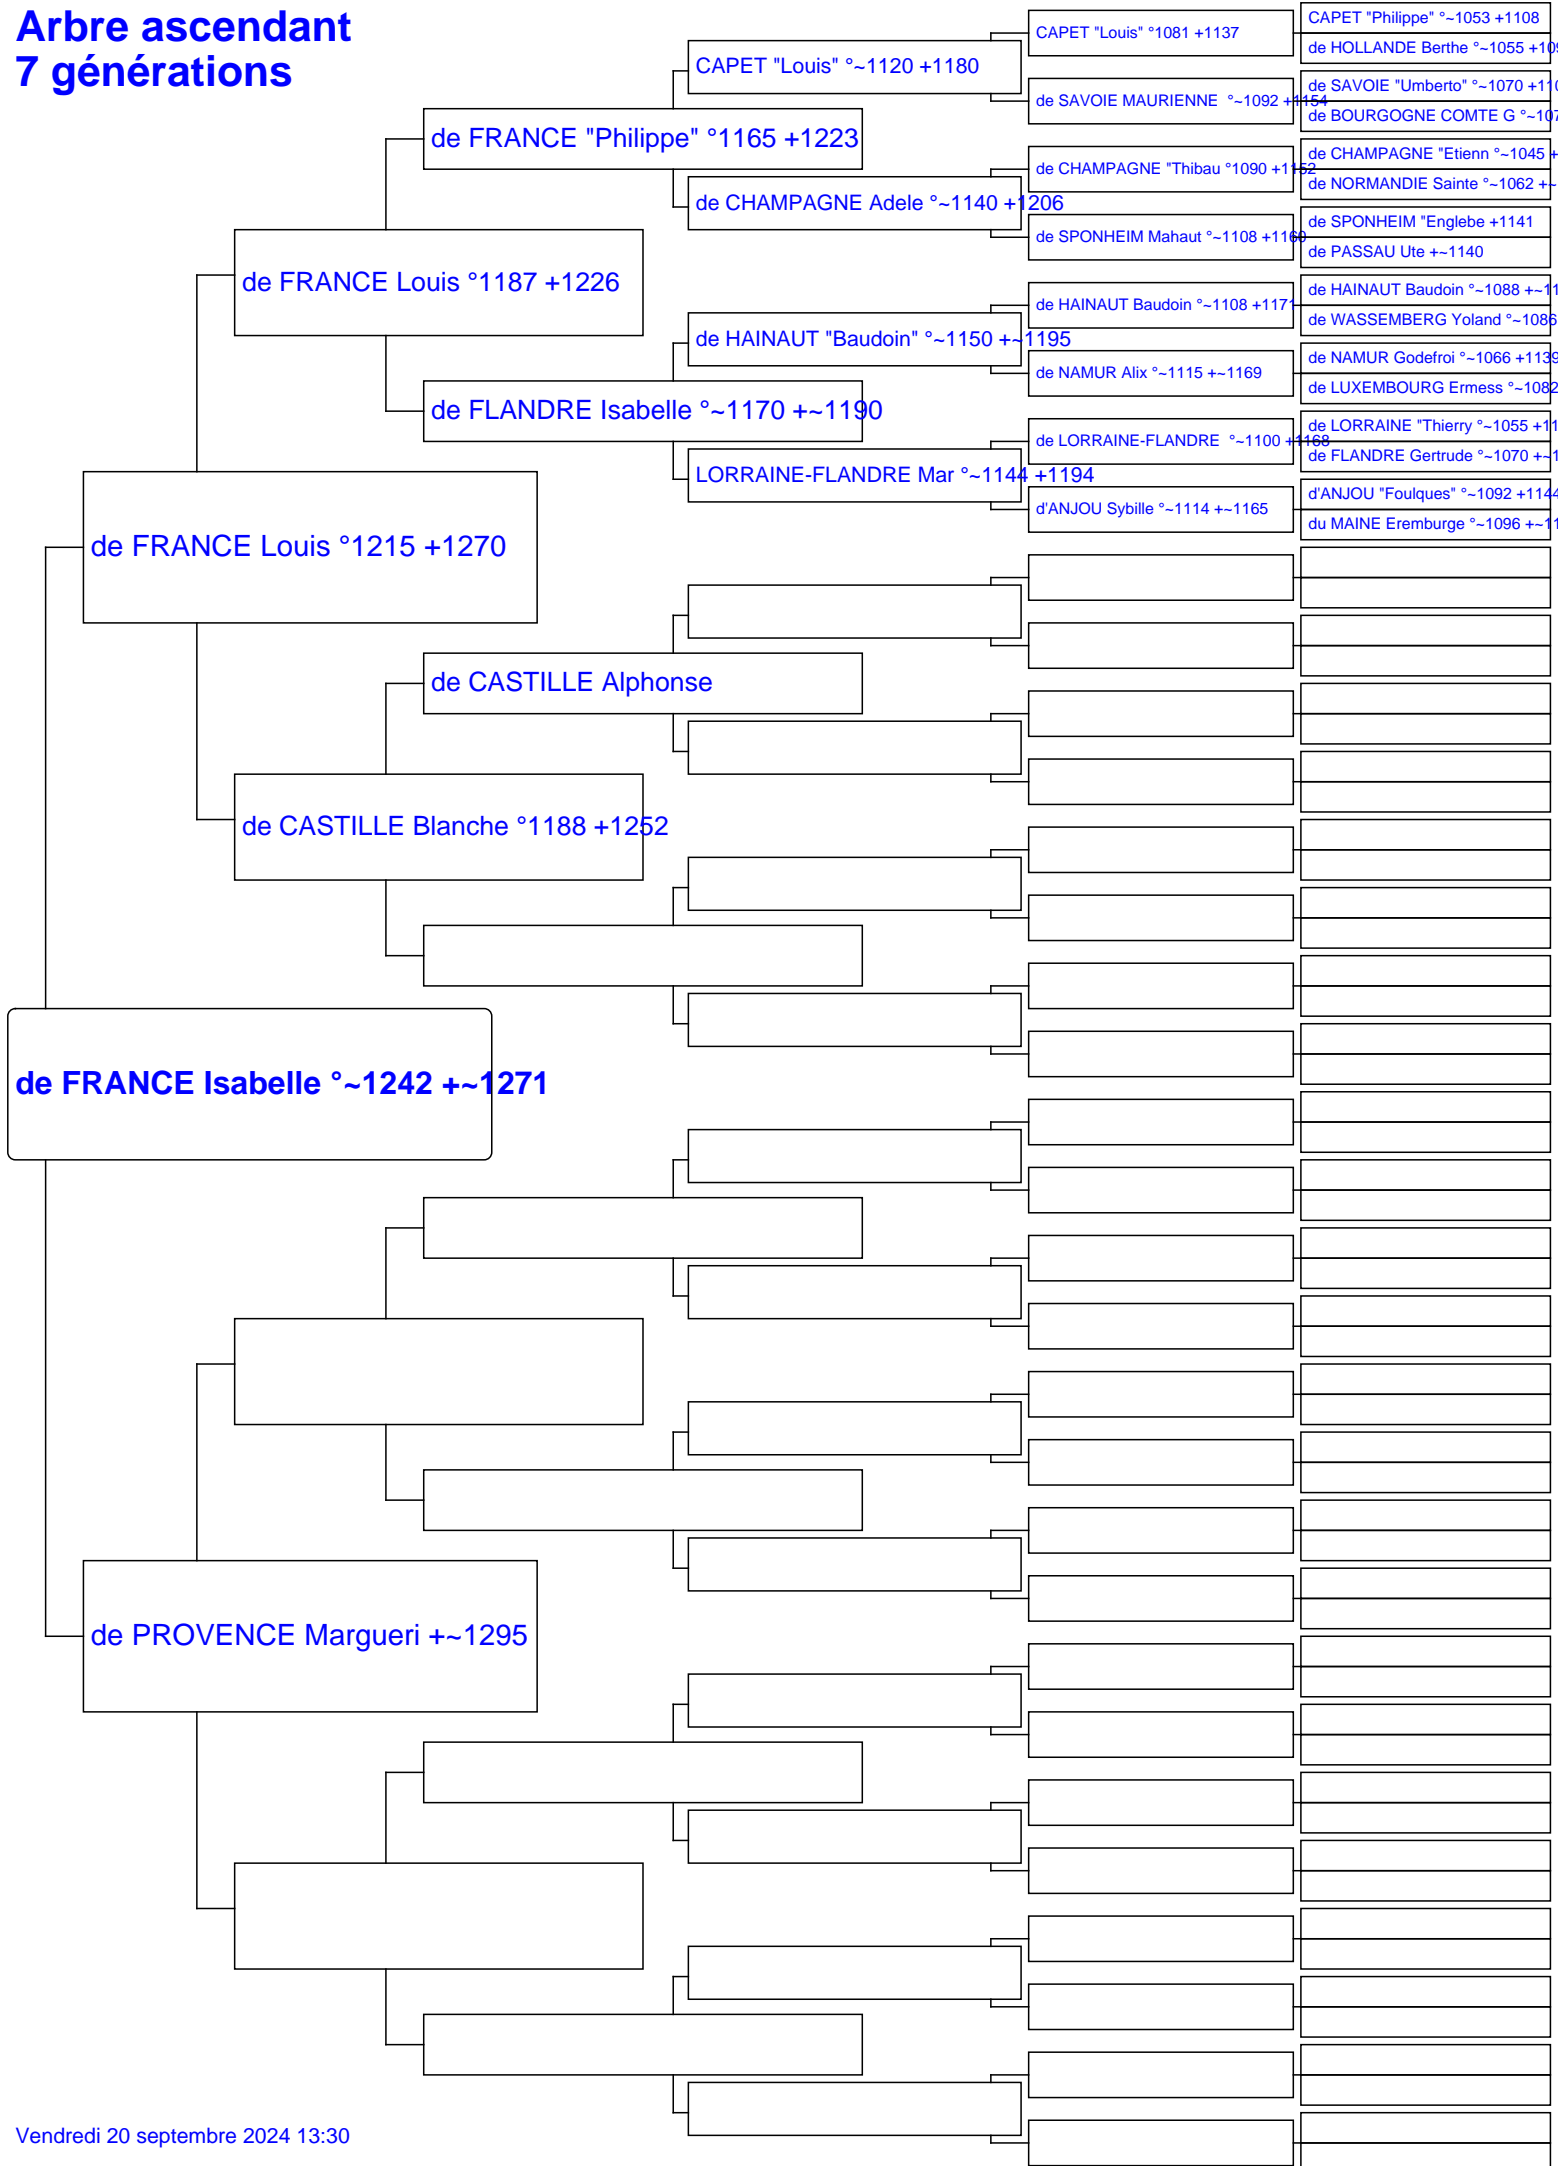 Arbre ascendant
7 générations
CAPET "Philippe" °~1053 +1108
CAPET "Louis" °1081 +1137
de HOLLANDE Berthe °~1055 +109
CAPET "Louis" °~1120 +1180
de SAVOIE "Umberto" °~1070 +110
de SAVOIE MAURIENNE °~1092 +1154
de BOURGOGNE COMTE G °~107
de FRANCE "Philippe" °1165 +1223
de CHAMPAGNE "Etienn °~1045 +
de CHAMPAGNE "Thibau °1090 +1152
de NORMANDIE Sainte °~1062 +~
de CHAMPAGNE Adele °~1140 +1206
de SPONHEIM "Englebe +1141
de SPONHEIM Mahaut °~1108 +1160
de PASSAU Ute +~1140
de FRANCE Louis °1187 +1226
de HAINAUT Baudoin °~1088 +~11
de HAINAUT Baudoin °~1108 +1171
de WASSEMBERG Yoland °~1086
de HAINAUT "Baudoin" °~1150 +~1195
de NAMUR Godefroi °~1066 +1139
de NAMUR Alix °~1115 +~1169
de LUXEMBOURG Ermess °~1082
de FLANDRE Isabelle °~1170 +~1190
de LORRAINE "Thierry °~1055 +11
de LORRAINE-FLANDRE °~1100 +1168
de FLANDRE Gertrude °~1070 +~1
LORRAINE-FLANDRE Mar °~1144 +1194
d'ANJOU "Foulques" °~1092 +1144
d'ANJOU Sybille °~1114 +~1165
du MAINE Eremburge °~1096 +~11
de FRANCE Louis °1215 +1270
de CASTILLE Alphonse
de CASTILLE Blanche °1188 +1252
de FRANCE Isabelle °~1242 +~1271
de PROVENCE Margueri +~1295
Vendredi 20 septembre 2024 13:30